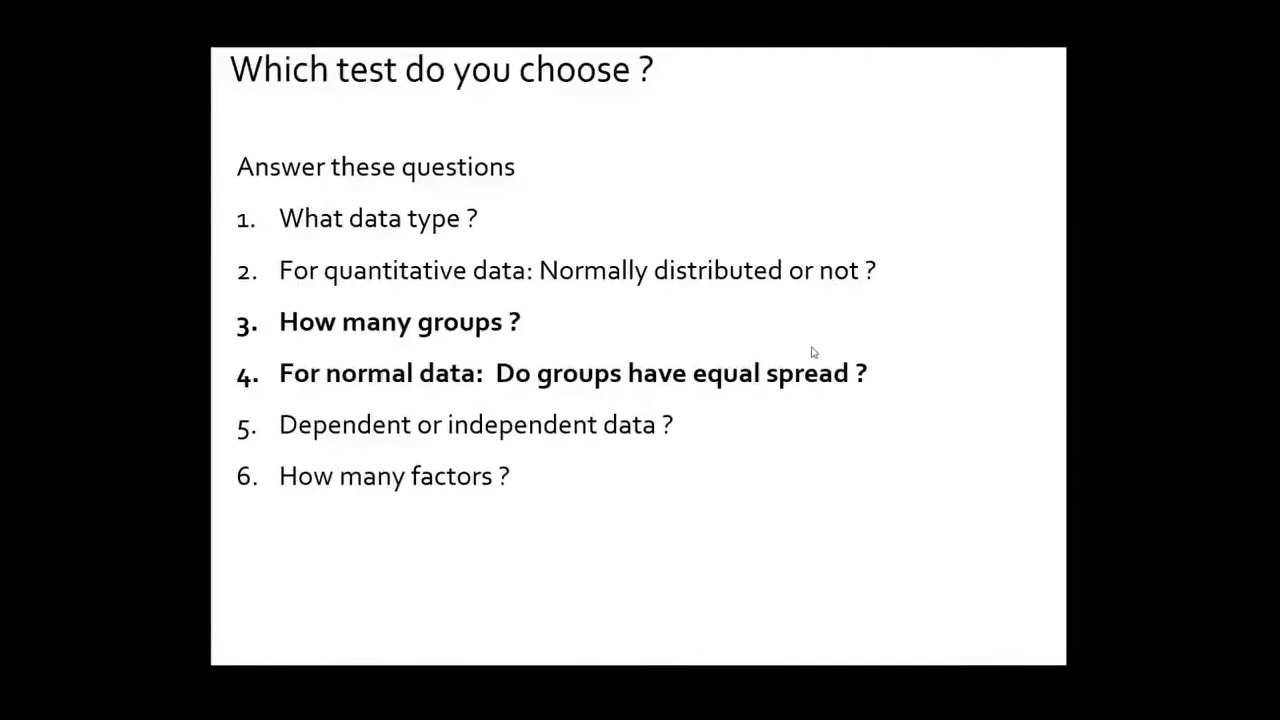 Which test do you choose ?
Answer these questions
1. What data type ?
2. For quantitative data: Normally distributed or not ?
3. How many groups ?
4. For normal data: Do groups have equal spread ?
5. Dependent or independent data ?
6. How many factors ?